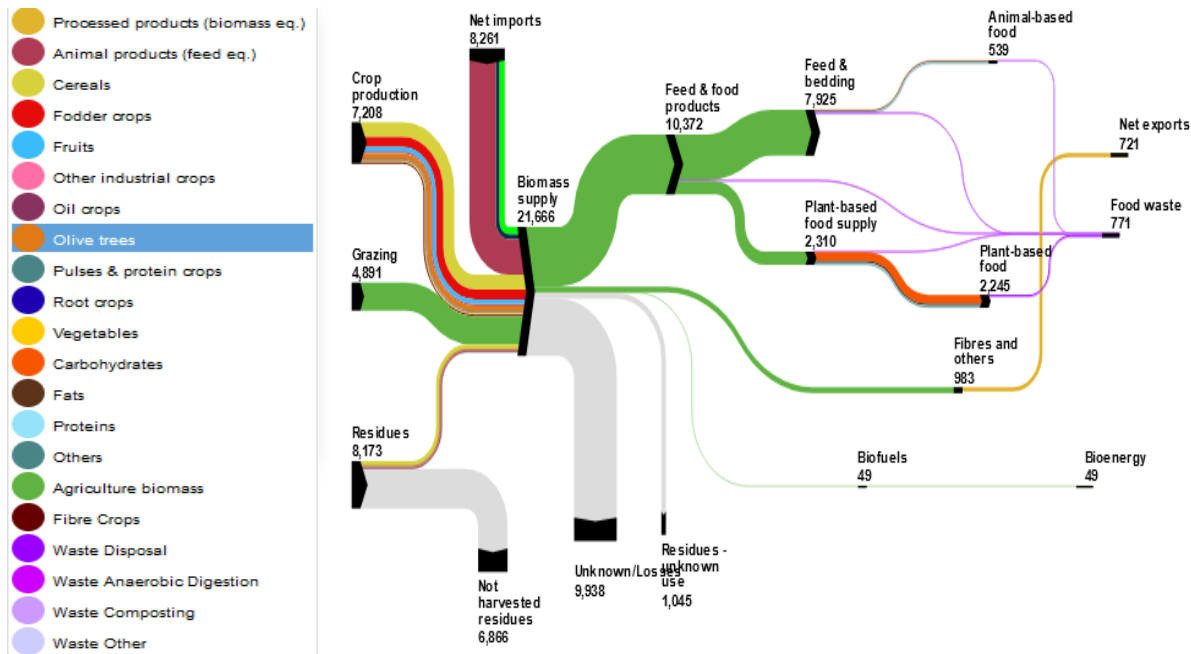 Processed products (biomass eq.)
Animal products (feed eq.)
Cereals
Fodder crops
Fruits
Other industrial crops
Oil crops
Olive trees
Pulses & protein crops
Root crops
Vegetables
Carbohydrates
Fats
Proteins
Others
Agriculture biomass
Fibre Crops
Waste Disposal
Waste Anaerobic Digestion
Waste Composting
Waste Other
Net imports
8,261
Crop
production
7,208
Grazing
4,891
Residues
8,173
Biomass
supply
21,666
Not
harvested
residues
6,866
Unknown/Losses
9,938
Residues -
unknown
use
1,045
Feed & food
products
10,372
Feed &
bedding
7,925
Plant-based
food supply
2,310
Animal-based
food
539
Plant-based
food
2,245
Fibres and
others
983
Biofuels
49
Net exports
721
Food waste
771
Bioenergy
49